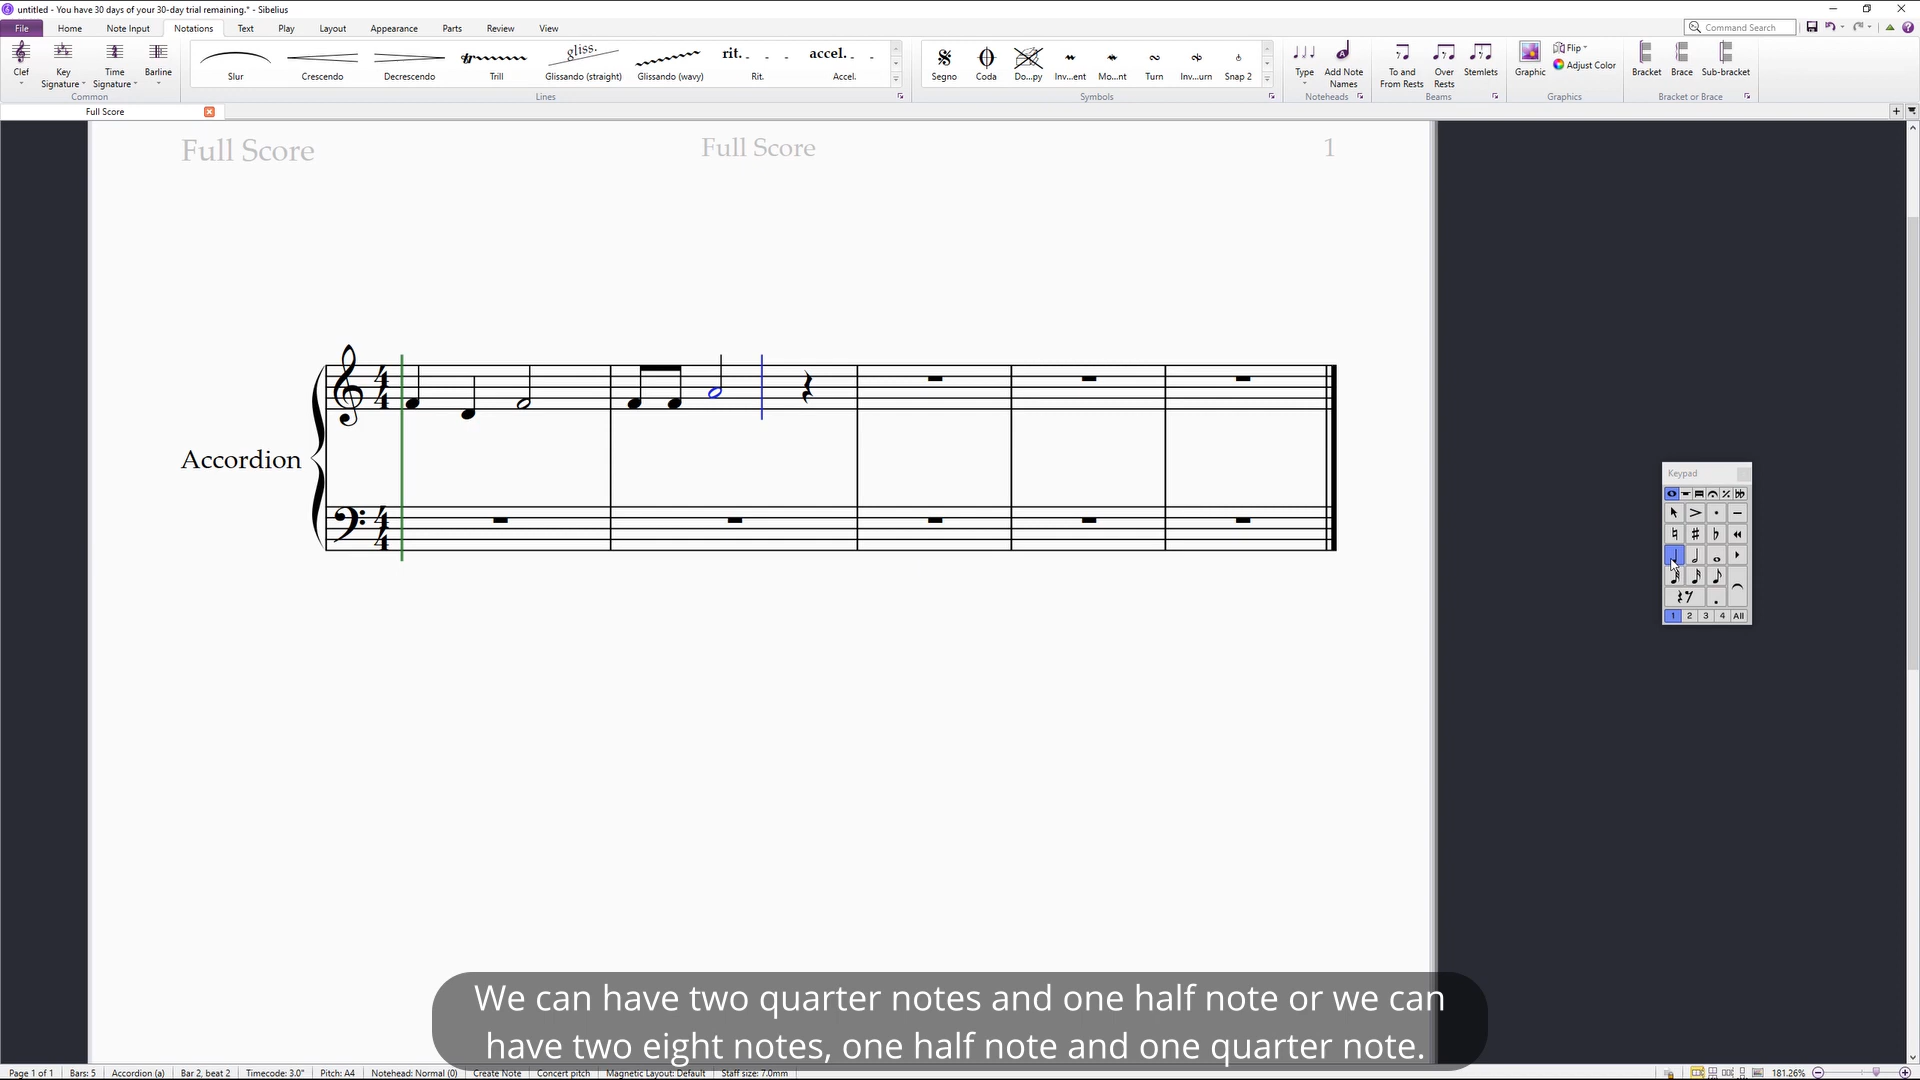 untitled - You have 30 days of your 30-day trial remaining.* - Sibelius
File Home Note Input Notations Text Play Layout Appearance Parts Review View
Command Search
gliss.
rit. accel.
Clef Key Signature Time Signature Barline
Slur Crescendo Decrescendo Trill Glissando (straight) Glissando (wavy) Rit. Accel.
Segno Coda Do...py Inv...ent Mo...nt Turn Inv...urn Snap 2
Type Add Note Names To and From Rests Over Rests Stemlets Graphic Flip Adjust Color Bracket Brace Sub-bracket
Common Lines Symbols Noteheads Beams Graphics Bracket or Brace
Full Score
Full Score Full Score 1
4
4
Accordion
4
4
Keypad
1 2 3 4 All
We can have two quarter notes and one half note or we can
have two eight notes, one half note and one quarter note.
Page 1 of 1 Bars: 5 Accordion (a) Bar 2, beat 2 Timecode: 3.0" Pitch: A4 Notehead: Normal (0) Create Note Concert pitch Magnetic Layout: Default Staff size: 7.0mm 181.26%